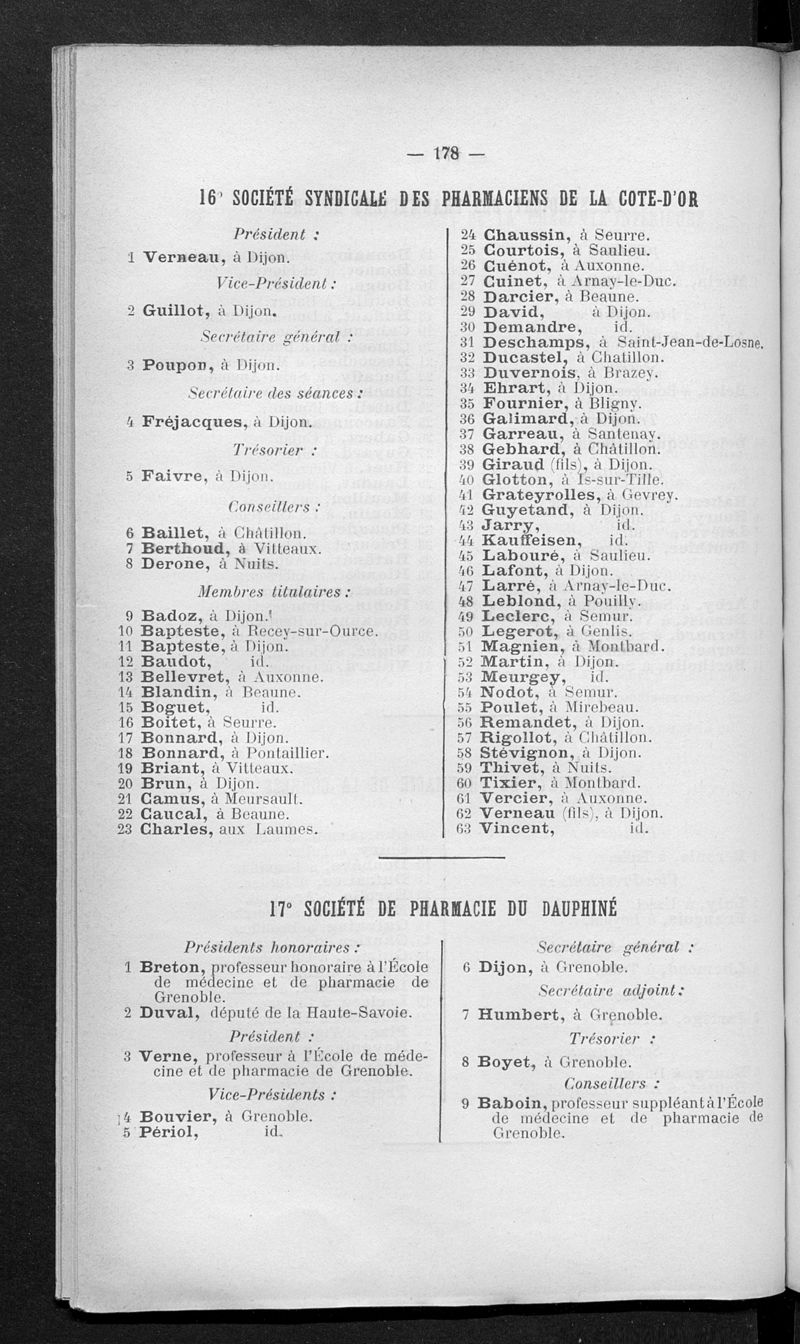 — 178 —
16° SOCIÉTÉ SYNDICALE DES PHARMACIENS DE LA COTE-D'OR
Président :
1 Verneau, à Dijon.
Vice-Président :
2 Guillot, à Dijon.
Secrétaire général :
3 Poupon, à Dijon.
Secrétaire des séances :
4 Fréjacques, à Dijon.
Trésorier :
5 Faivre, à Dijon.
Conseillers :
6 Baillet, à Châtillon.
7 Berthoud, à Vitteaux.
8 Derone, à Nuits.
Membres titulaires :
9 Badoz, à Dijon.
10 Bapteste, à Recey-sur-Ource.
11 Bapteste, à Dijon.
12 Baudot, id.
13 Bellevret, à Auxonne.
14 Blandin, à Beaune.
15 Boguet, id.
16 Boitet, à Seurre.
17 Bonnard, à Dijon.
18 Bonnard, à Pontaillier.
19 Briant, à Vitteaux.
20 Brun, à Dijon.
21 Camus, à Meursault.
22 Caucal, à Beaune.
23 Charles, aux Laumes.
24 Chaussin, à Seurre.
25 Courtois, à Saulieu.
26 Cuénot, à Auxonne.
27 Cuinet, à Arnay-le-Duc.
28 Darcier, à Beaune.
29 David, à Dijon.
30 Demandre, id.
31 Deschamps, à Saint-Jean-de-Losne.
32 Ducastel, à Chatillon.
33 Duvernois, à Brazey.
34 Ehrart, à Dijon.
35 Fournier, à Bligny.
36 Galimard, à Dijon.
37 Garreau, à Santenay.
38 Gebhard, à Châtillon.
39 Giraud (fils), à Dijon.
40 Glotton, à Is-sur-Tille.
41 Grateyrolles, à Gevrey.
42 Guyetand, à Dijon.
43 Jarry, id.
44 Kauffeisen, id.
45 Labouré, à Saulieu.
46 Lafont, à Dijon.
47 Larré, à Arnay-le-Duc.
48 Leblond, à Pouilly.
49 Leclerc, à Semur.
50 Legerot, à Genlis.
51 Magnien, à Montbard.
52 Martin, à Dijon.
53 Meurgey, id.
54 Nodot, à Semur.
55 Poulet, à Mirebeau.
56 Remandet, à Dijon.
57 Rigollot, à Châtillon.
58 Stévignon, à Dijon.
59 Thivet, à Nuits.
60 Tixier, à Montbard.
61 Vercier, à Auxonne.
62 Verneau (fils), à Dijon.
63 Vincent, id.
17° SOCIÉTÉ DE PHARMACIE DU DAUPHINÉ
Présidents honoraires :
1 Breton, professeur honoraire à l'École
de médecine et de pharmacie de
Grenoble.
2 Duval, député de la Haute-Savoie.
Président :
3 Verne, professeur à l'École de méde-
cine et de pharmacie de Grenoble.
Vice-Présidents :
4 Bouvier, à Grenoble.
5 Périol, id.
Secrétaire général :
6 Dijon, à Grenoble.
Secrétaire adjoint :
7 Humbert, à Grenoble.
Trésorier :
8 Boyet, à Grenoble.
Conseillers :
9 Baboin, professeur suppléant à l'École
de médecine et de pharmacie de
Grenoble.